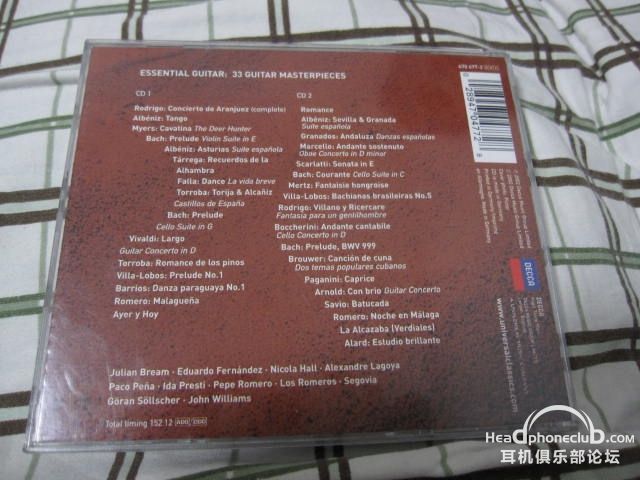 ESSENTIAL GUITAR: 33 GUITAR MASTERPIECES
CD 1
Rodrigo: Concierto de Aranjuez (complete)
Albéniz: Tango
Myers: Cavatina The Deer Hunter
Bach: Prelude Violin Suite in E
Albéniz: Asturias Suite española
Tárrega: Recuerdos de la
Alhambra
Falla: Dance La vida breve
Torroba: Torija & Alcañiz
Castillos de España
Bach: Prelude
Cello Suite in G
Vivaldi: Largo
Guitar Concerto in D
Torroba: Romance de los pinos
Villa-Lobos: Prelude No.1
Barrios: Danza paraguaya No.1
Romero: Malagueña
Ayer y Hoy
CD 2
Romance
Albéniz: Sevilla & Granada
Suite española
Granados: Andaluza Danzas españolas
Marcello: Andante sostenuto
Oboe Concerto in D minor
Scarlatti: Sonata in E
Bach: Courante Cello Suite in C
Mertz: Fantaisie hongroise
Villa-Lobos: Bachianas brasileiras No.5
Rodrigo: Villano y Ricercare
Fantasía para un gentilhombre
Boccherini: Andante cantabile
Cello Concerto in D
Bach: Prelude, BWV 999
Brouwer: Canción de cuna
Dos temas populares cubanos
Paganini: Caprice
Arnold: Con brio Guitar Concerto
Savio: Batucada
Romero: Noche en Málaga
La Alcazaba (Verdiales)
Alard: Estudio brillante
Julian Bream · Eduardo Fernández · Nicola Hall · Alexandre Lagoya
Paco Peña · Ida Presti · Pepe Romero · Los Romeros · Segovia
Göran Söllscher · John Williams
Total timing 152.12 ADD/DDD
0 28947 04772 8
DECCA
DECCA
www.universalclassics.com
HeadphoneclubD.com
耳机俱乐部论坛